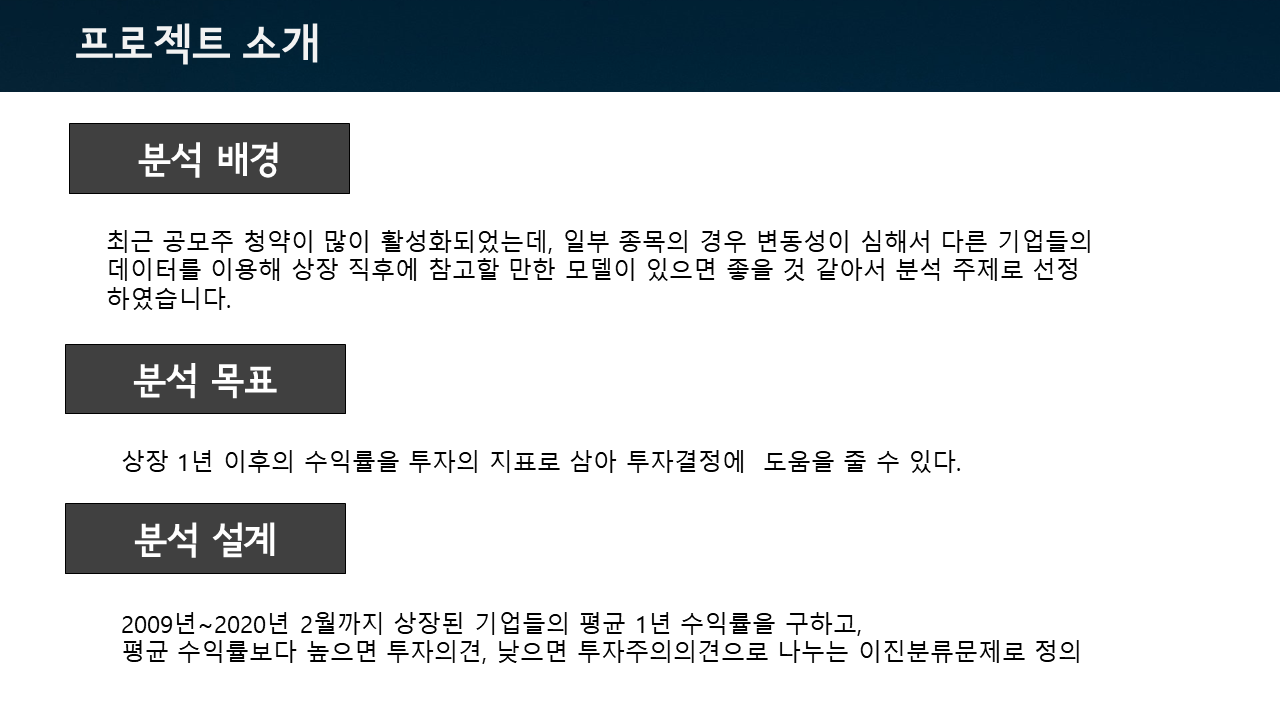 프로젝트 소개
분석 배경
최근 공모주 청약이 많이 활성화되었는데, 일부 종목의 경우 변동성이 심해서 다른 기업들의
데이터를 이용해 상장 직후에 참고할 만한 모델이 있으면 좋을 것 같아서 분석 주제로 선정
하였습니다.
분석 목표
상장 1년 이후의 수익률을 투자의 지표로 삼아 투자결정에  도움을 줄 수 있다.
분석 설계
2009년~2020년 2월까지 상장된 기업들의 평균 1년 수익률을 구하고,
평균 수익률보다 높으면 투자의견, 낮으면 투자주의의견으로 나누는 이진분류문제로 정의